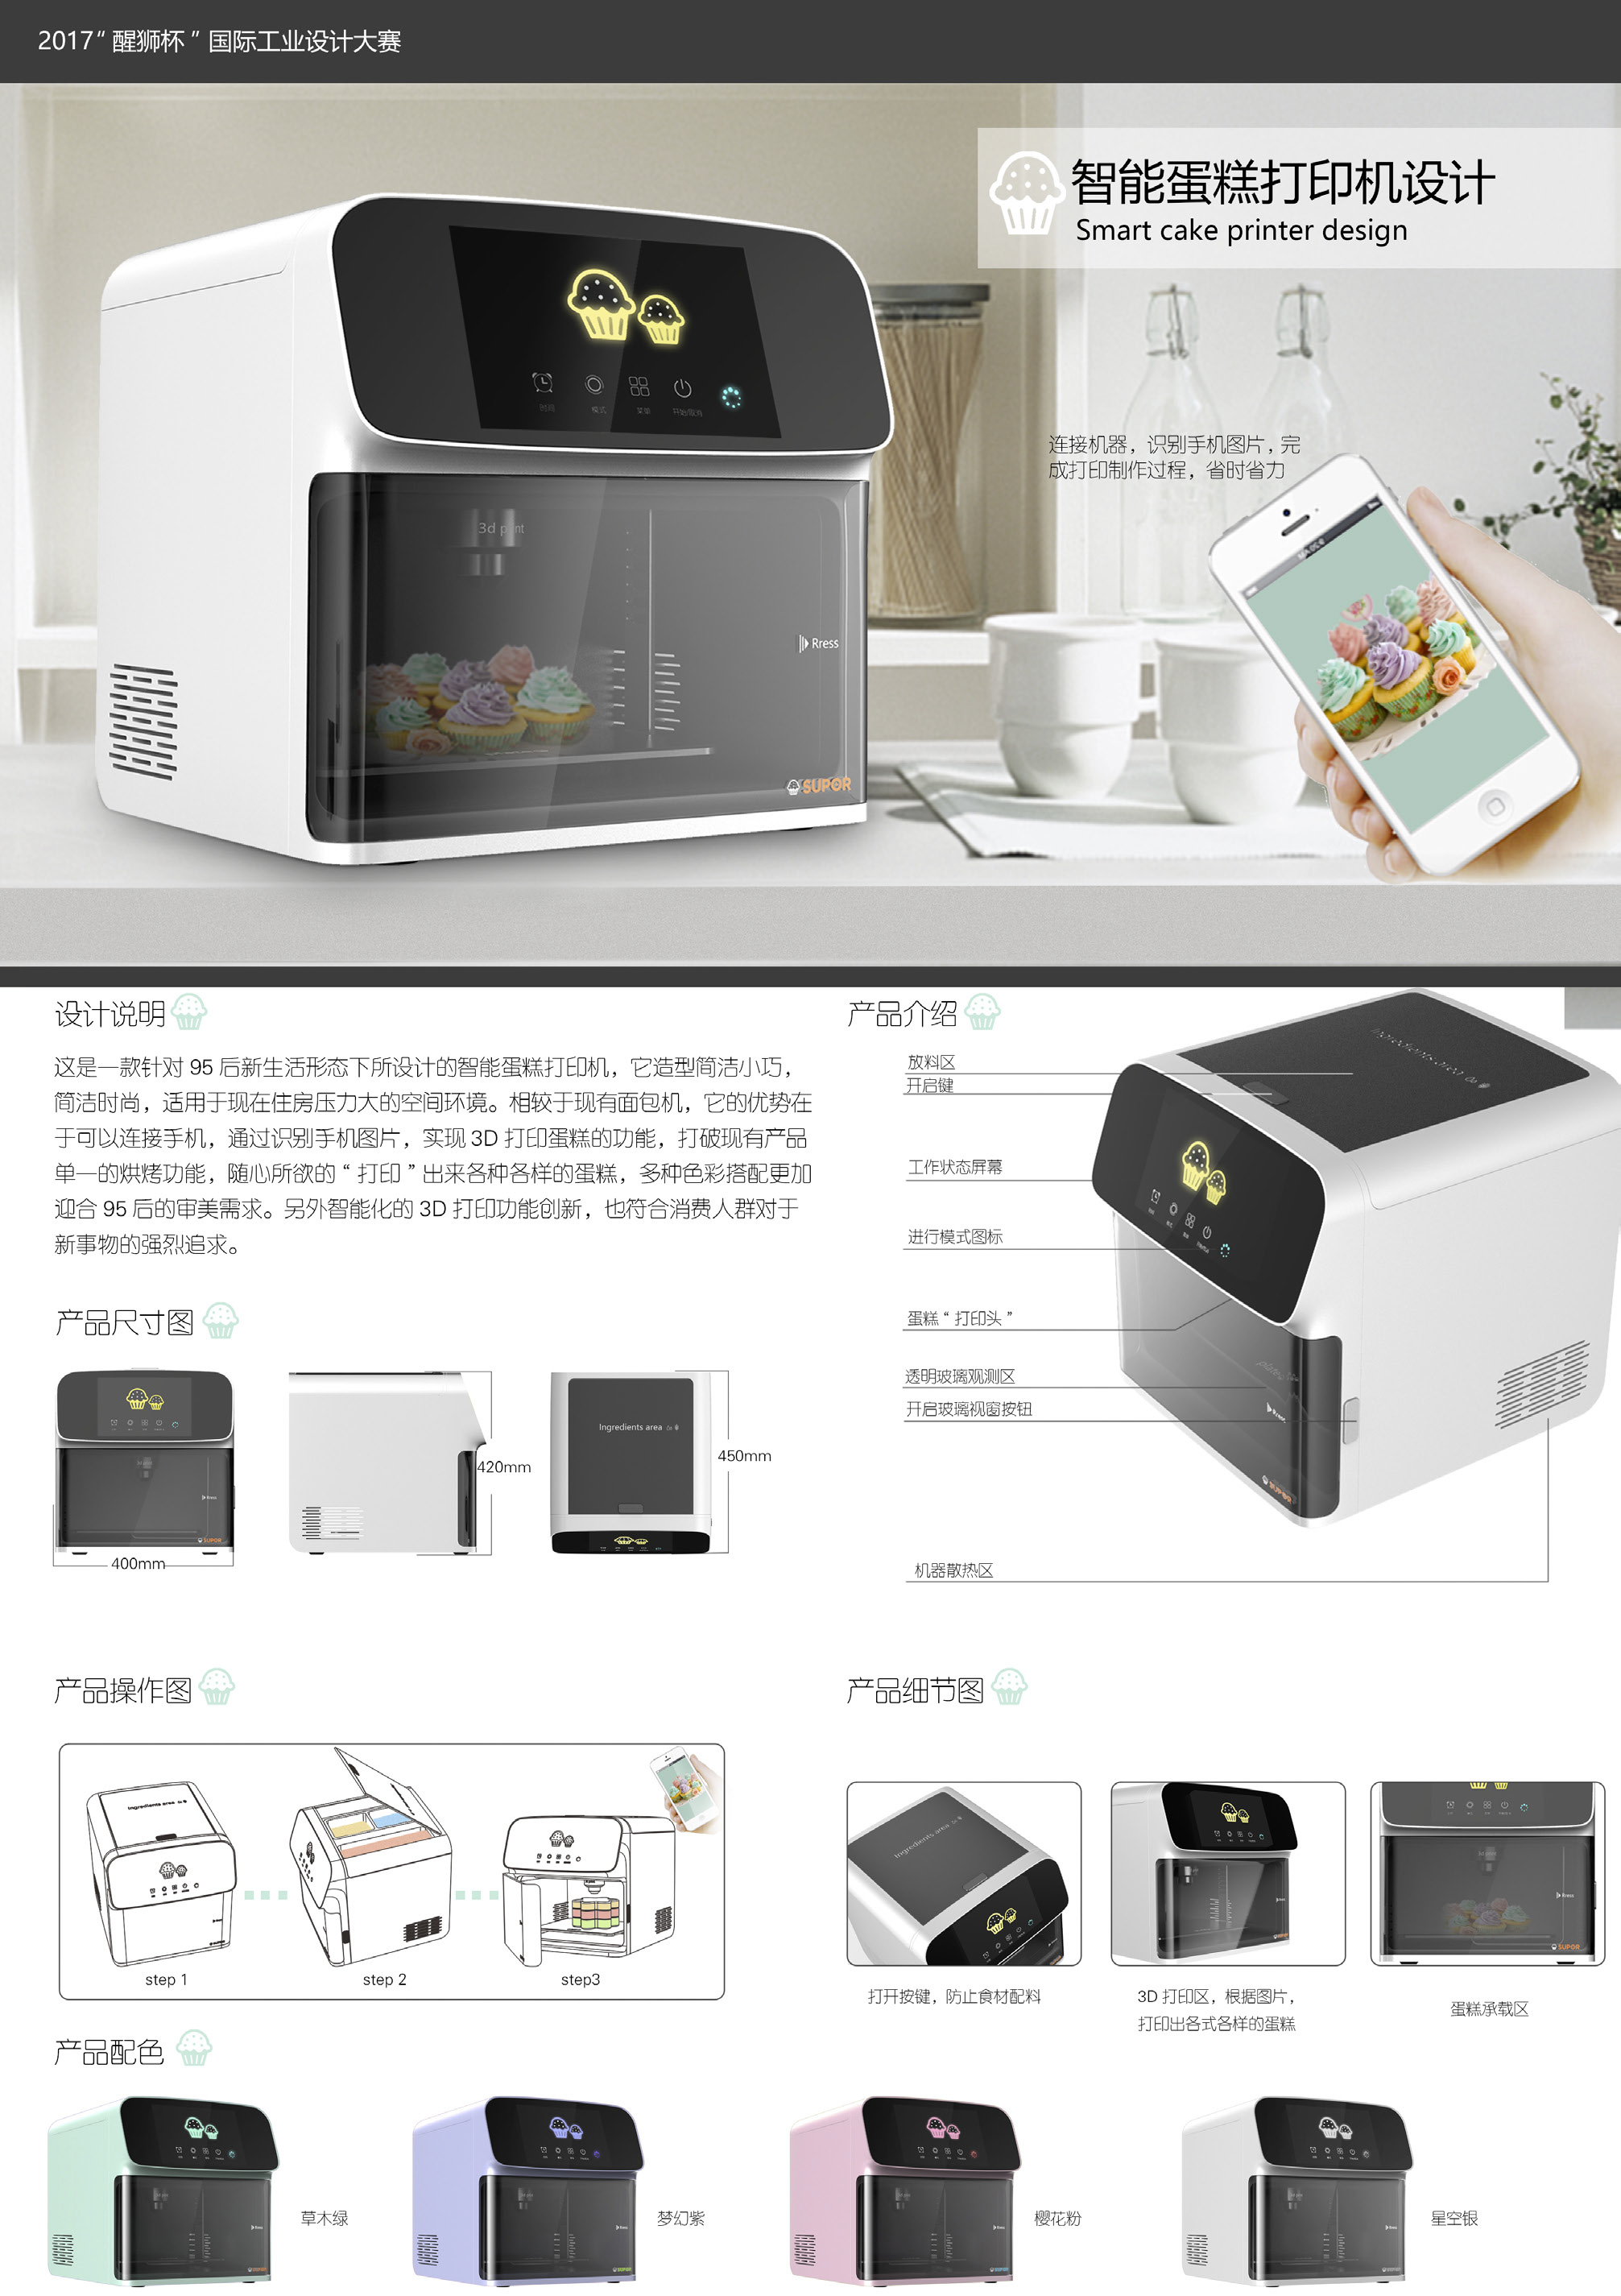 2017“醒狮杯”国际工业设计大赛
智能蛋糕打印机设计
Smart cake printer design
时间 模式 菜单 开始/取消
连接机器，识别手机图片，完
成打印制作过程，省时省力
3d p nt
Rress
SUPOR
设计说明
这是一款针对 95 后新生活形态下所设计的智能蛋糕打印机，它造型简洁小巧，
简洁时尚，适用于现在住房压力大的空间环境。相较于现有面包机，它的优势在
于可以连接手机，通过识别手机图片，实现 3D 打印蛋糕的功能，打破现有产品
单一的烘烤功能，随心所欲的“打印”出来各种各样的蛋糕，多种色彩搭配更加
迎合 95 后的审美需求。另外智能化的 3D 打印功能创新，也符合消费人群对于
新事物的强烈追求。
产品介绍
放料区
开启键
工作状态屏幕
进行模式图标
蛋糕“打印头”
透明玻璃观测区
开启玻璃视窗按钮
机器散热区
Ingredients area
Rress
SUPOR
产品尺寸图
Rress
SUPOR
400mm
420mm
Ingredients area
450mm
产品操作图
Ingredients area
step 1
step 2
step3
产品细节图
Ingredients area
打开按键，防止食材配料
3D 打印区，根据图片，
打印出各式各样的蛋糕
Rress
SUPOR
蛋糕承载区
产品配色
草木绿
梦幻紫
樱花粉
星空银